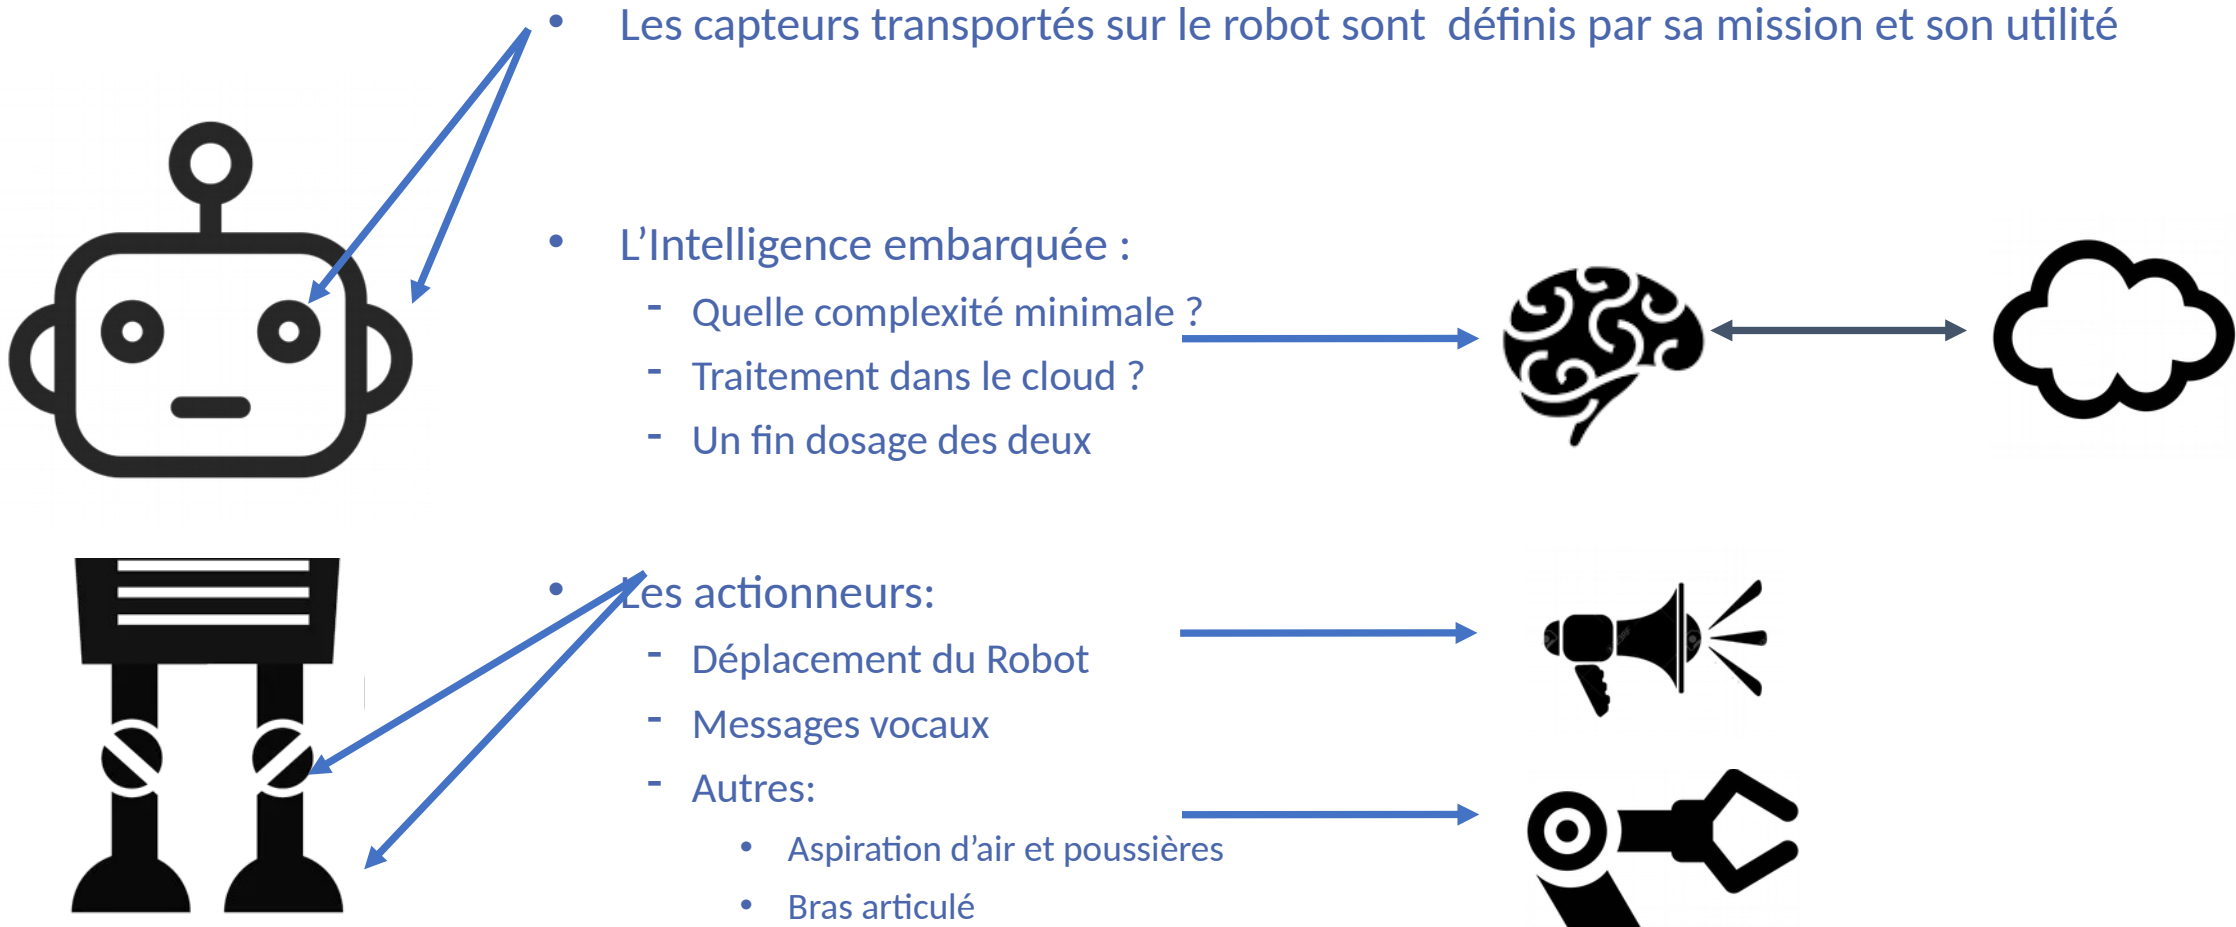 • Les capteurs transportés sur le robot sont  définis par sa mission et son utilité
• L’Intelligence embarquée :
- Quelle complexité minimale ?
- Traitement dans le cloud ?
- Un fin dosage des deux
• Les actionneurs:
- Déplacement du Robot
- Messages vocaux
- Autres:
• Aspiration d’air et poussières
• Bras articulé